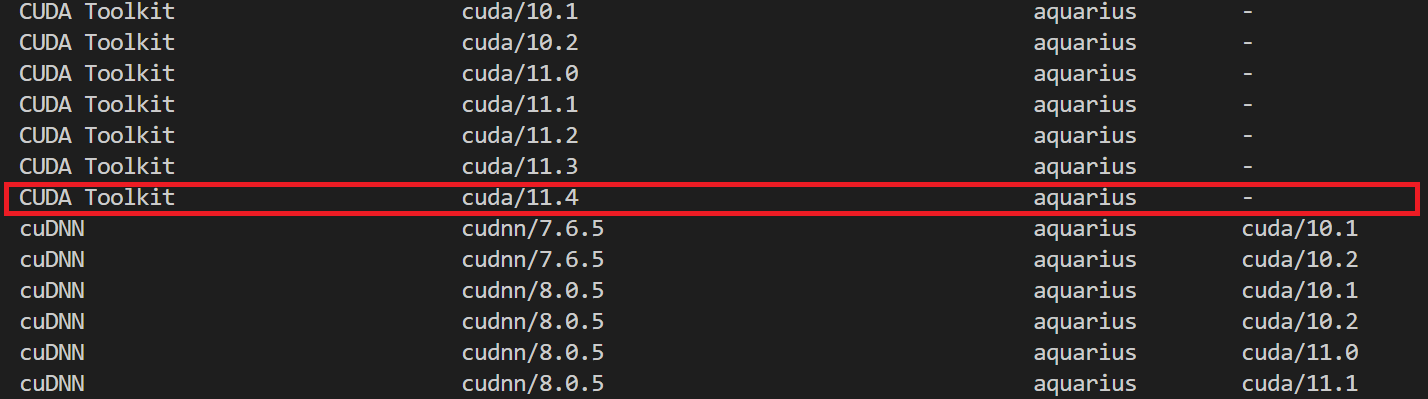 CUDA Toolkit cuda/10.1 aquarius -
CUDA Toolkit cuda/10.2 aquarius -
CUDA Toolkit cuda/11.0 aquarius -
CUDA Toolkit cuda/11.1 aquarius -
CUDA Toolkit cuda/11.2 aquarius -
CUDA Toolkit cuda/11.3 aquarius -
CUDA Toolkit cuda/11.4 aquarius -
cuDNN cudnn/7.6.5 aquarius cuda/10.1
cuDNN cudnn/7.6.5 aquarius cuda/10.2
cuDNN cudnn/8.0.5 aquarius cuda/10.1
cuDNN cudnn/8.0.5 aquarius cuda/10.2
cuDNN cudnn/8.0.5 aquarius cuda/11.0
cuDNN cudnn/8.0.5 aquarius cuda/11.1